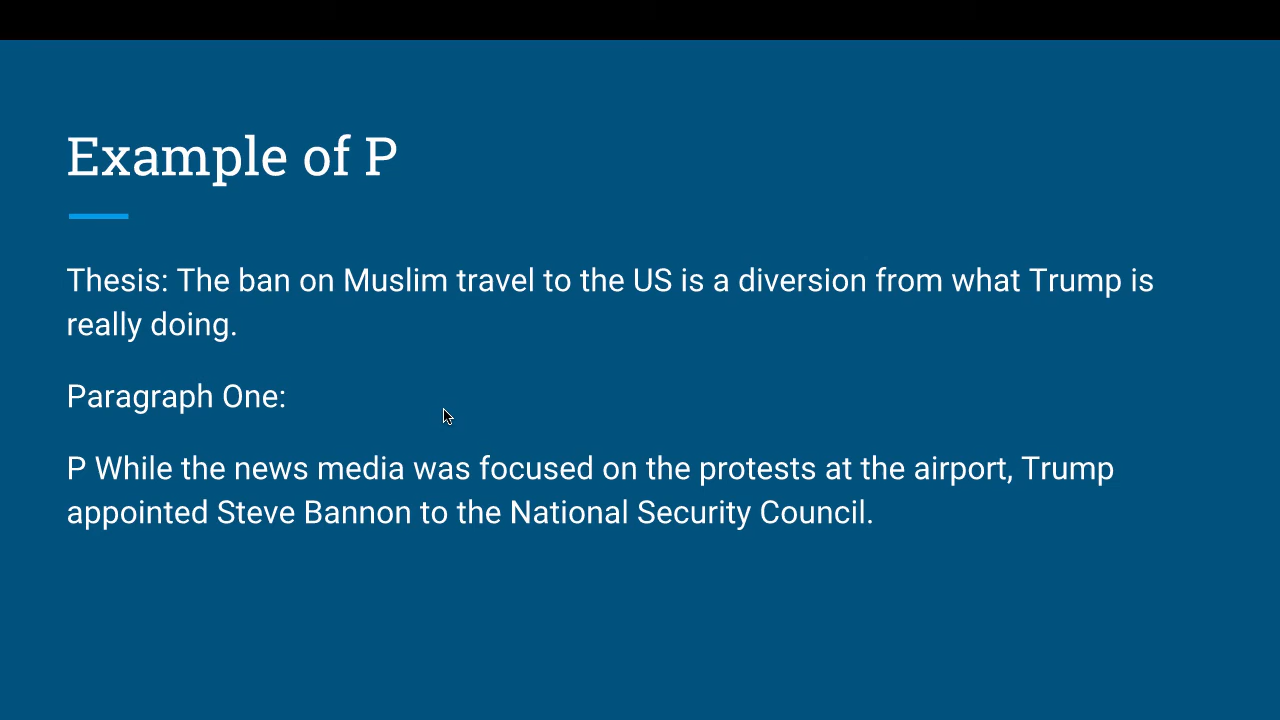 Example of P
Thesis: The ban on Muslim travel to the US is a diversion from what Trump is
really doing.
Paragraph One:
P While the news media was focused on the protests at the airport, Trump
appointed Steve Bannon to the National Security Council.